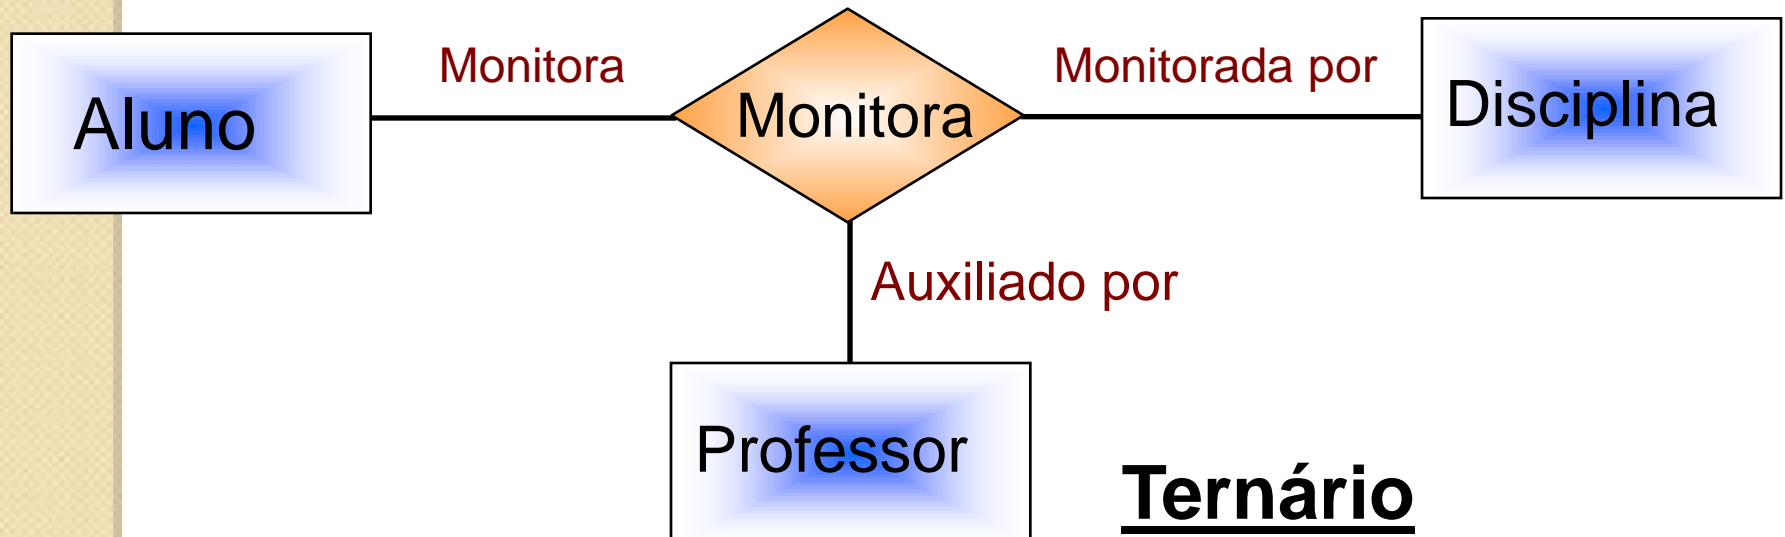 Monitora
Monitorada por
Aluno
Monitora
Disciplina
Auxiliado por
Professor
Ternário